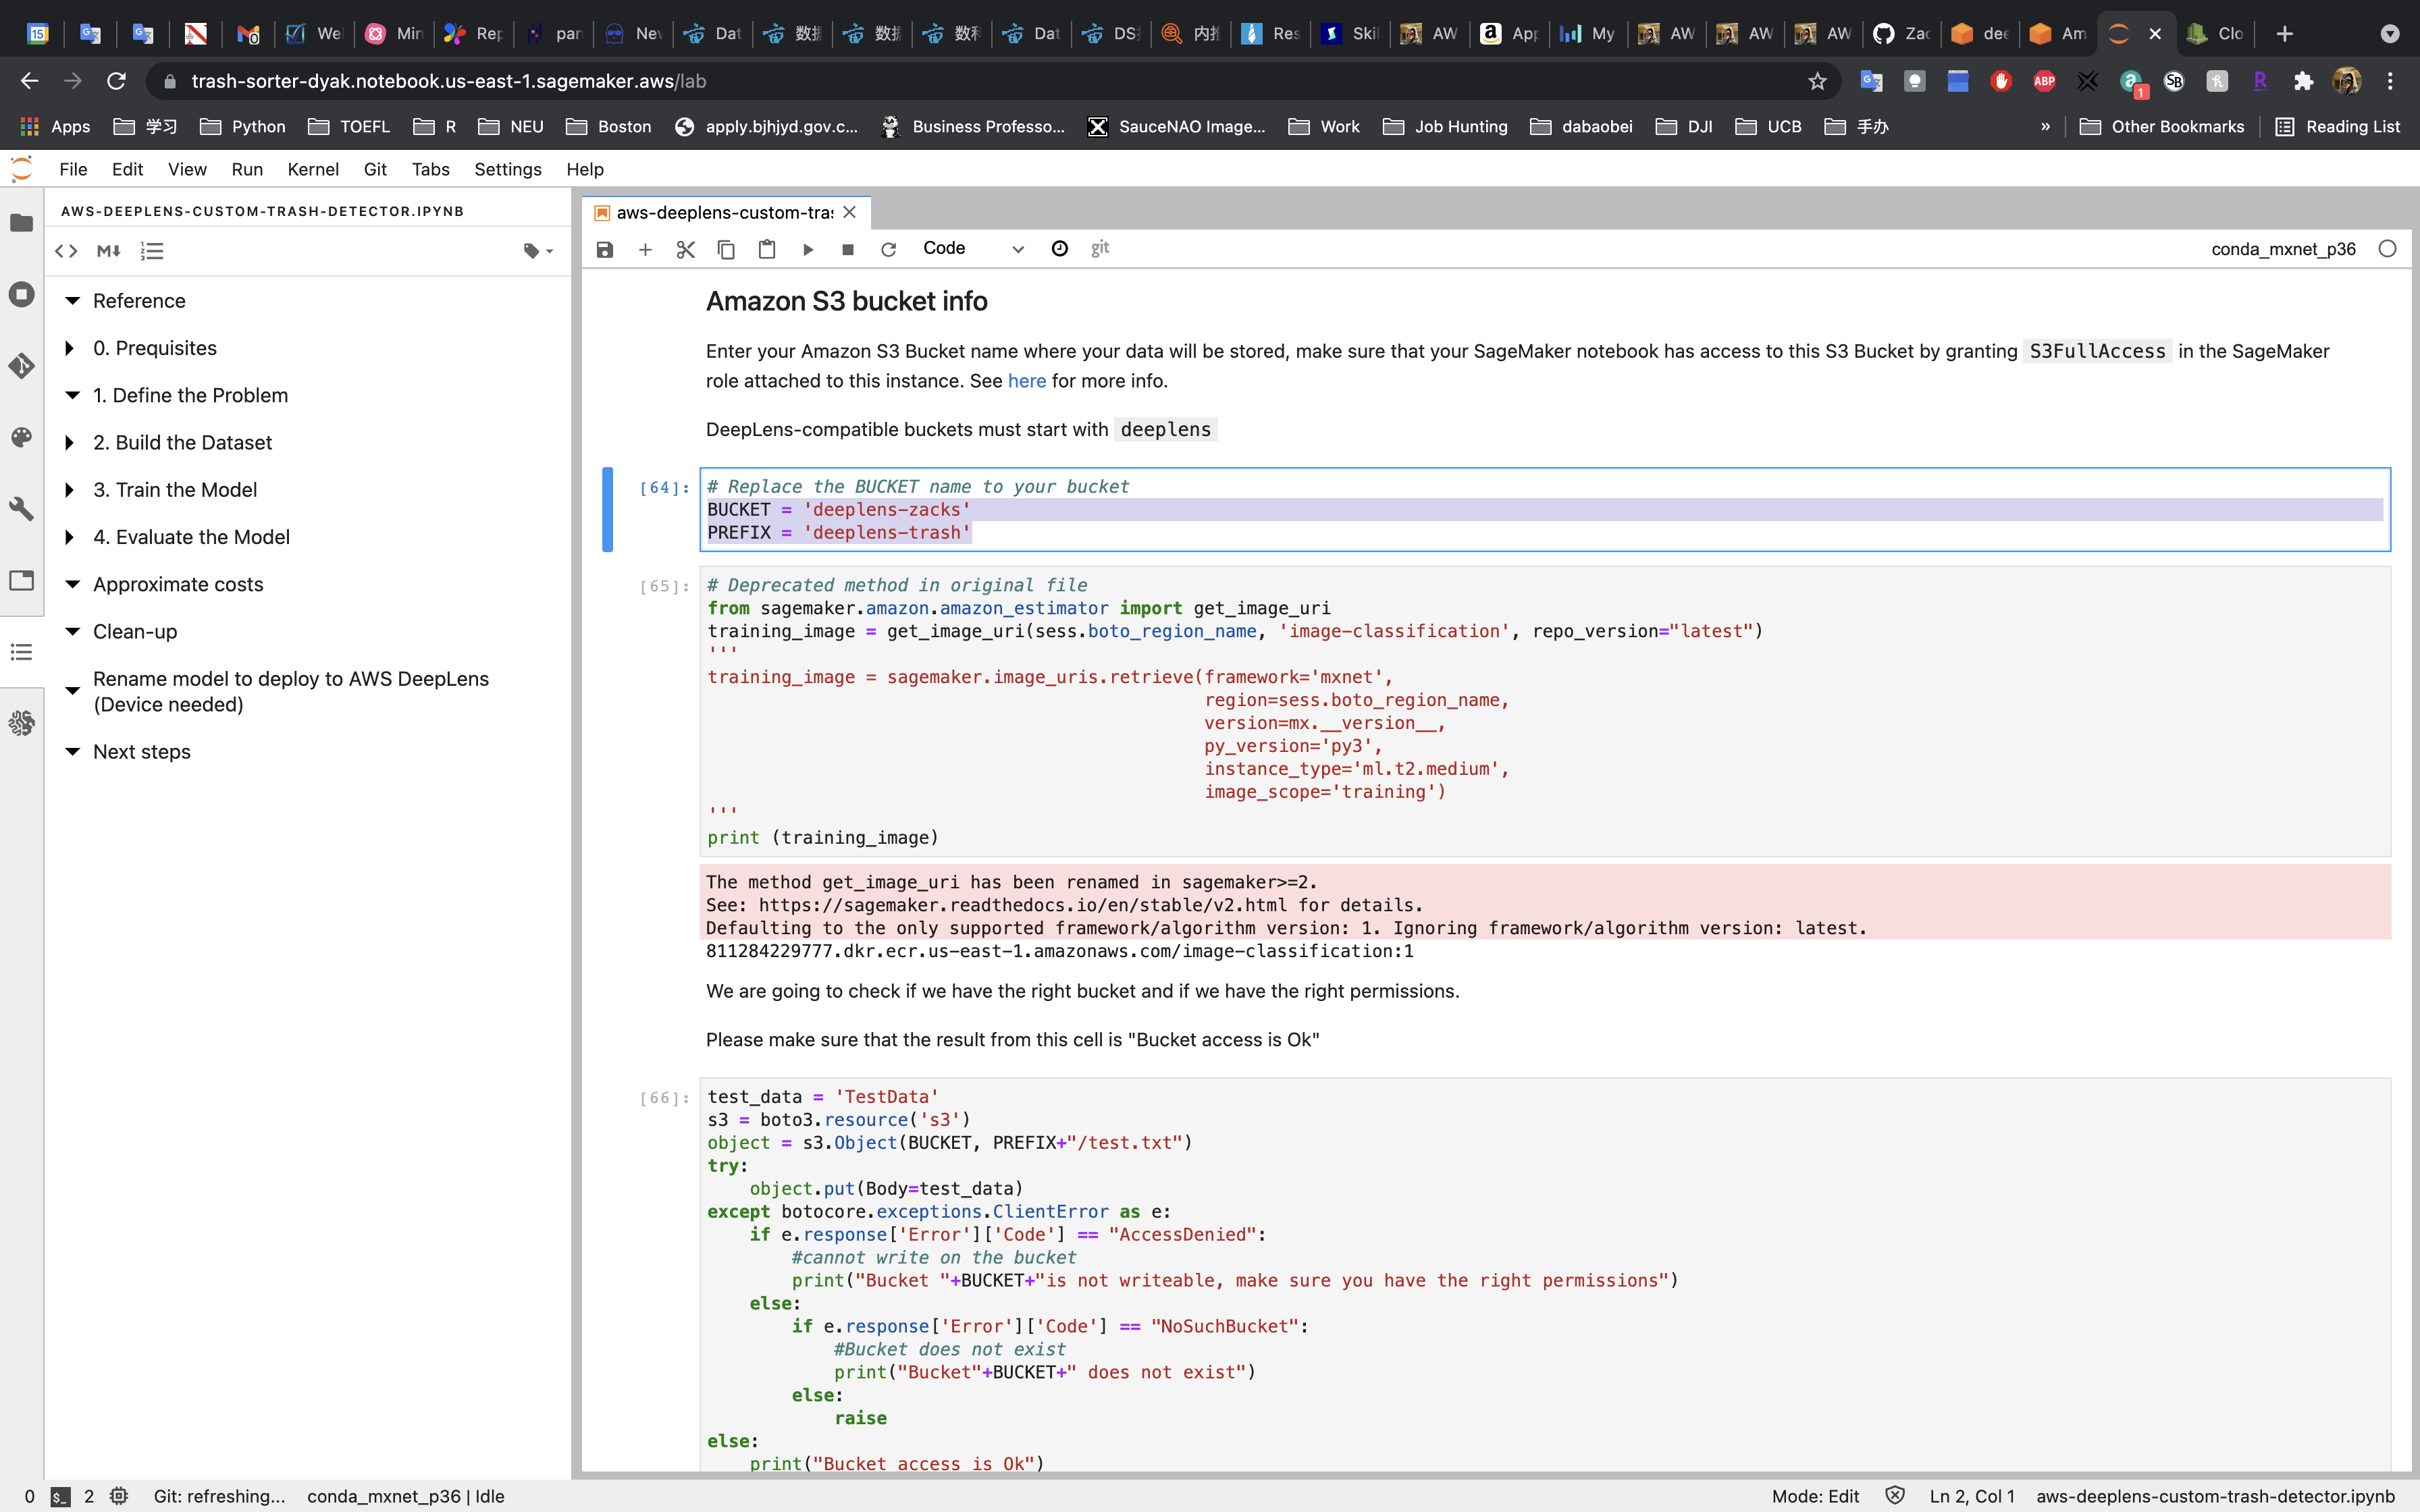 15
0
We
Min
Rep
pan
Nev
Dat
数据
数据
数科
Dat
DS
内推
Res
Skil
AW
App
My
AW
AW
AW
Zac
dee
Am
Clo
trash-sorter-dyak.notebook.us-east-1.sagemaker.aws/lab
ABP
1
SB
R
Apps
学习
Python
TOEFL
R
NEU
Boston
apply.bjhjyd.gov.c...
Business Professo...
SauceNAO Image...
Work
Job Hunting
dabaobei
DJI
UCB
手办
»
Other Bookmarks
Reading List
File Edit View Run Kernel Git Tabs Settings Help
AWS-DEEPLENS-CUSTOM-TRASH-DETECTOR.IPYNB
aws-deeplens-custom-tras
Code
git
conda_mxnet_p36
Reference
0. Prequisites
1. Define the Problem
2. Build the Dataset
3. Train the Model
4. Evaluate the Model
Approximate costs
Clean-up
Rename model to deploy to AWS DeepLens
(Device needed)
Next steps
Amazon S3 bucket info
Enter your Amazon S3 Bucket name where your data will be stored, make sure that your SageMaker notebook has access to this S3 Bucket by granting S3FullAccess in the SageMaker
role attached to this instance. See here for more info.
DeepLens-compatible buckets must start with deeplens
[64]:
# Replace the BUCKET name to your bucket
BUCKET = 'deeplens-zacks'
PREFIX = 'deeplens-trash'
[65]:
# Deprecated method in original file
from sagemaker.amazon.amazon_estimator import get_image_uri
training_image = get_image_uri(sess.boto_region_name, 'image-classification', repo_version="latest")
'''
training_image = sagemaker.image_uris.retrieve(framework='mxnet',
region=sess.boto_region_name,
version=mx.__version__,
py_version='py3',
instance_type='ml.t2.medium',
image_scope='training')
'''
print (training_image)
The method get_image_uri has been renamed in sagemaker>=2.
See: https://sagemaker.readthedocs.io/en/stable/v2.html for details.
Defaulting to the only supported framework/algorithm version: 1. Ignoring framework/algorithm version: latest.
811284229777.dkr.ecr.us-east-1.amazonaws.com/image-classification:1
We are going to check if we have the right bucket and if we have the right permissions.
Please make sure that the result from this cell is "Bucket access is Ok"
[66]:
test_data = 'TestData'
s3 = boto3.resource('s3')
object = s3.Object(BUCKET, PREFIX+"/test.txt")
try:
object.put(Body=test_data)
except botocore.exceptions.ClientError as e:
if e.response['Error']['Code'] == "AccessDenied":
#cannot write on the bucket
print("Bucket "+BUCKET+"is not writeable, make sure you have the right permissions")
else:
if e.response['Error']['Code'] == "NoSuchBucket":
#Bucket does not exist
print("Bucket"+BUCKET+" does not exist")
else:
raise
else:
print("Bucket access is Ok")
0
2
Git: refreshing...
conda_mxnet_p36 | Idle
Mode: Edit
Ln 2, Col 1
aws-deeplens-custom-trash-detector.ipynb